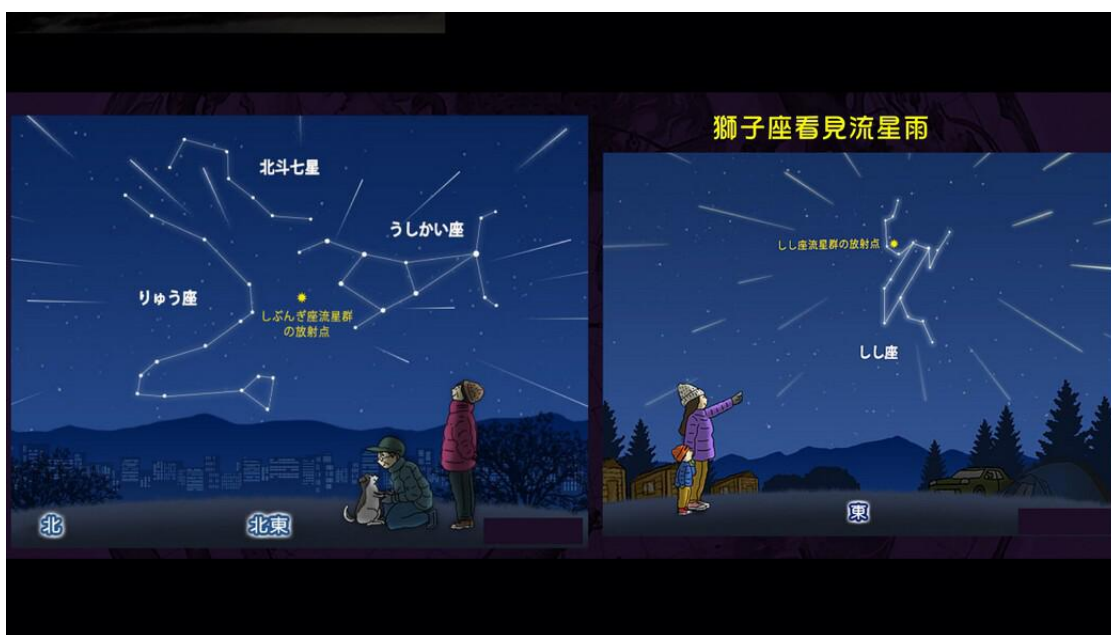 北斗七星
うしかい座
りゅう座
しぶんぎ座流星群
の放射点
北
北東
獅子座看見流星雨
しし座流星群の放射点
しし座
東